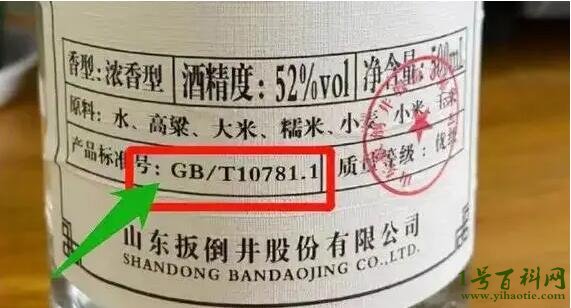 香型：浓香型 酒精度：52%vol 净含量：500mL
原料：水、高粱、大米、糯米、小麦、小米、玉米
产品标准号：GB/T10781.1 质量等级：优级
山东扳倒井股份有限公司
SHANDONG BANDAOJING CO.,LTD.
1号百科网
www.yihaotie.com